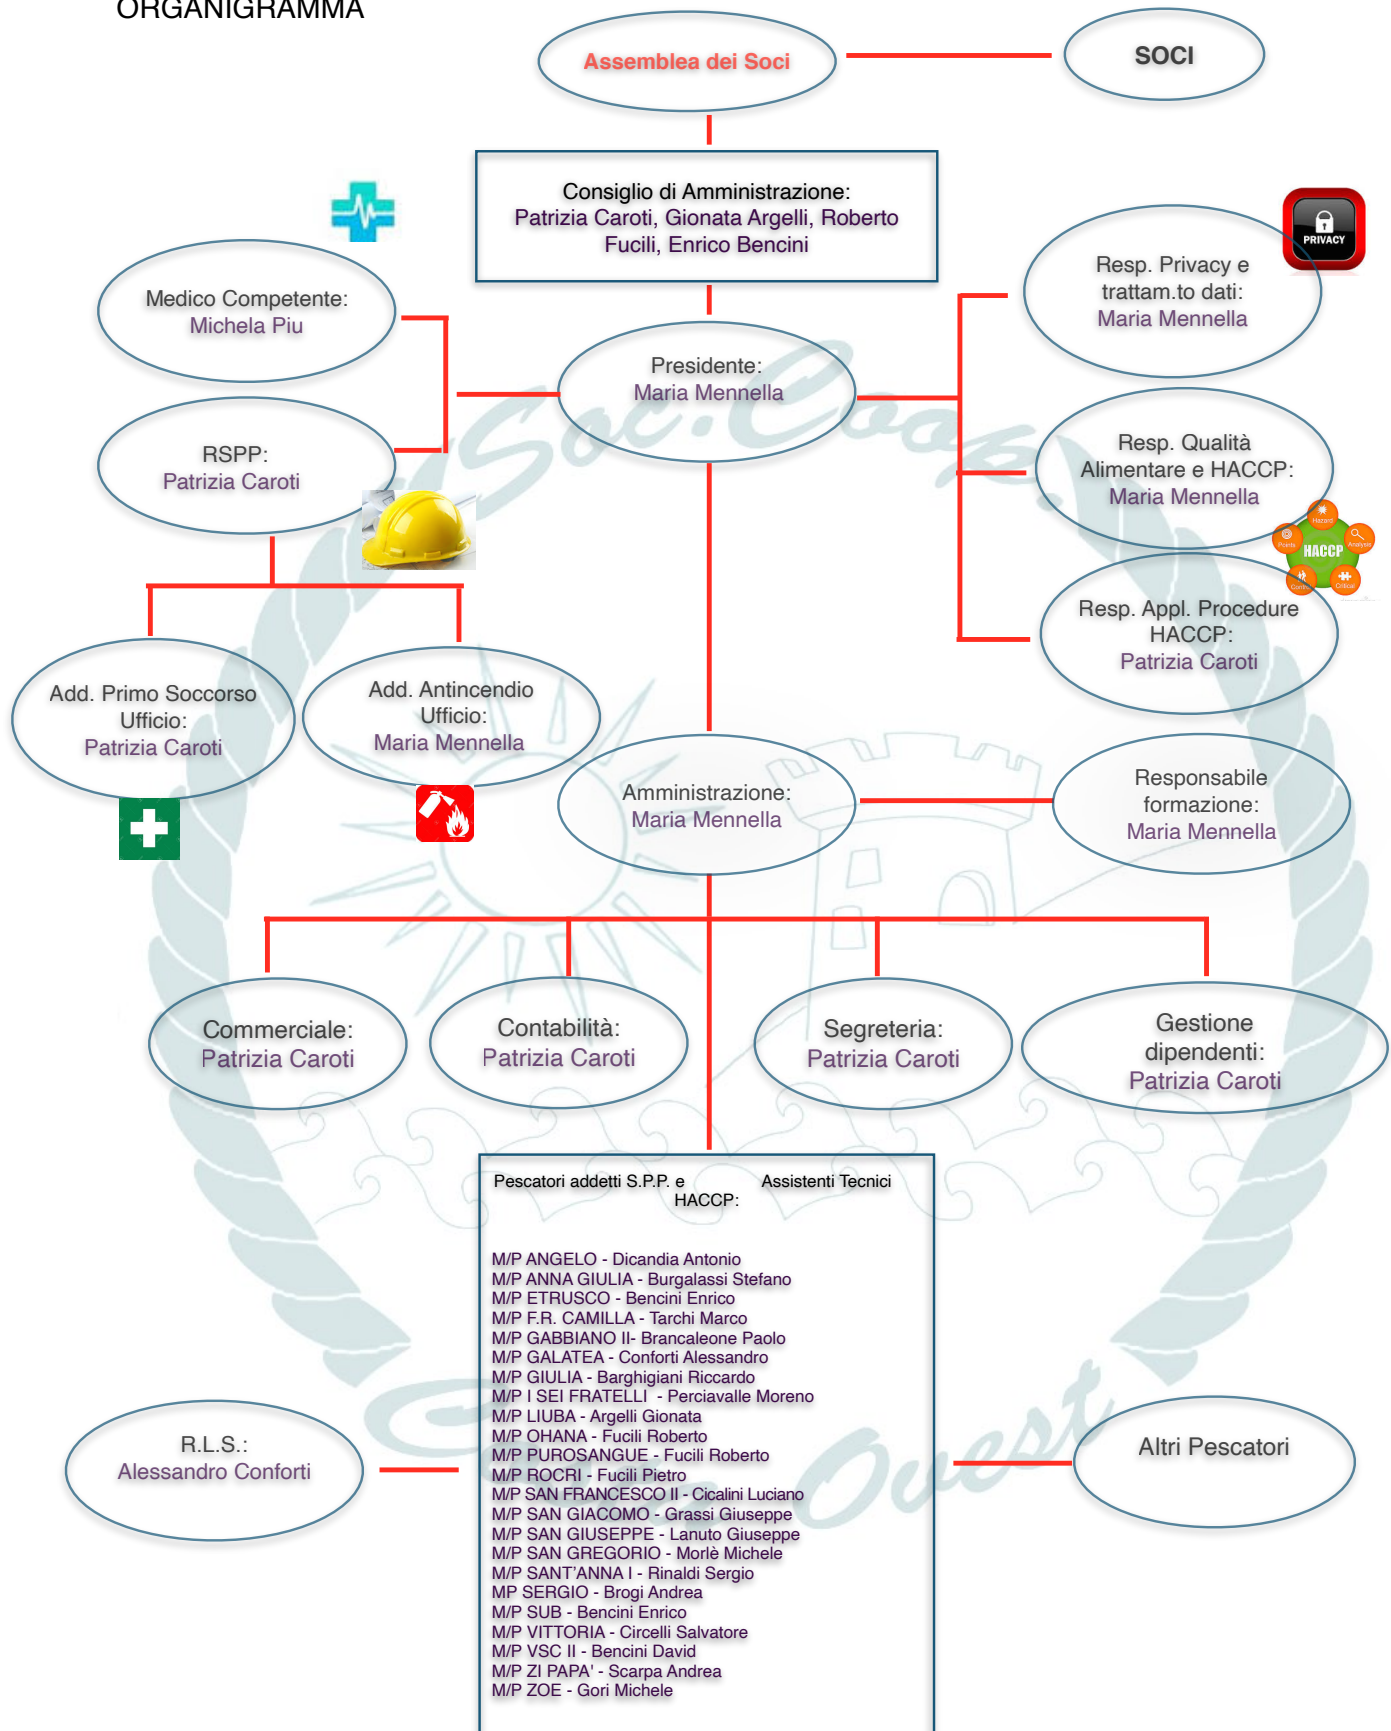 ORGANIGRAMMA
Assemblea dei Soci
SOCI
Consiglio di Amministrazione:
Patrizia Caroti, Gionata Argelli, Roberto
Fucili, Enrico Bencini
PRIVACY
Medico Competente:
Michela Piu
Resp. Privacy e
trattam.to dati:
Maria Mennella
Presidente:
Maria Mennella
Soc. Coop.
RSPP:
Patrizia Caroti
Resp. Qualità
Alimentare e HACCP:
Maria Mennella
Hazard
Points
HACCP
Analysis
Control
Critical
Resp. Appl. Procedure
HACCP:
Patrizia Caroti
Add. Primo Soccorso
Ufficio:
Patrizia Caroti
Add. Antincendio
Ufficio:
Maria Mennella
Amministrazione:
Maria Mennella
Responsabile
formazione:
Maria Mennella
Commerciale:
Patrizia Caroti
Contabilità:
Patrizia Caroti
Segreteria:
Patrizia Caroti
Gestione
dipendenti:
Patrizia Caroti
Pescatori addetti S.P.P. e Assistenti Tecnici
HACCP:
M/P ANGELO - Dicandia Antonio
M/P ANNA GIULIA - Burgalassi Stefano
M/P ETRUSCO - Bencini Enrico
M/P F.R. CAMILLA - Tarchi Marco
M/P GABBIANO II- Brancaleone Paolo
M/P GALATEA - Conforti Alessandro
M/P GIULIA - Barghigiani Riccardo
M/P I SEI FRATELLI - Perciavalle Moreno
M/P LIUBA - Argelli Gionata
M/P OHANA - Fucili Roberto
M/P PUROSANGUE - Fucili Roberto
M/P ROCRI - Fucili Pietro
M/P SAN FRANCESCO II - Cicalini Luciano
M/P SAN GIACOMO - Grassi Giuseppe
M/P SAN GIUSEPPE - Lanuto Giuseppe
M/P SAN GREGORIO - Morlè Michele
M/P SANT'ANNA I - Rinaldi Sergio
MP SERGIO - Brogi Andrea
M/P SUB - Bencini Enrico
M/P VITTORIA - Circelli Salvatore
M/P VSC II - Bencini David
M/P ZI PAPA' - Scarpa Andrea
M/P ZOE - Gori Michele
R.L.S.:
Alessandro Conforti
Altri Pescatori
Ovest